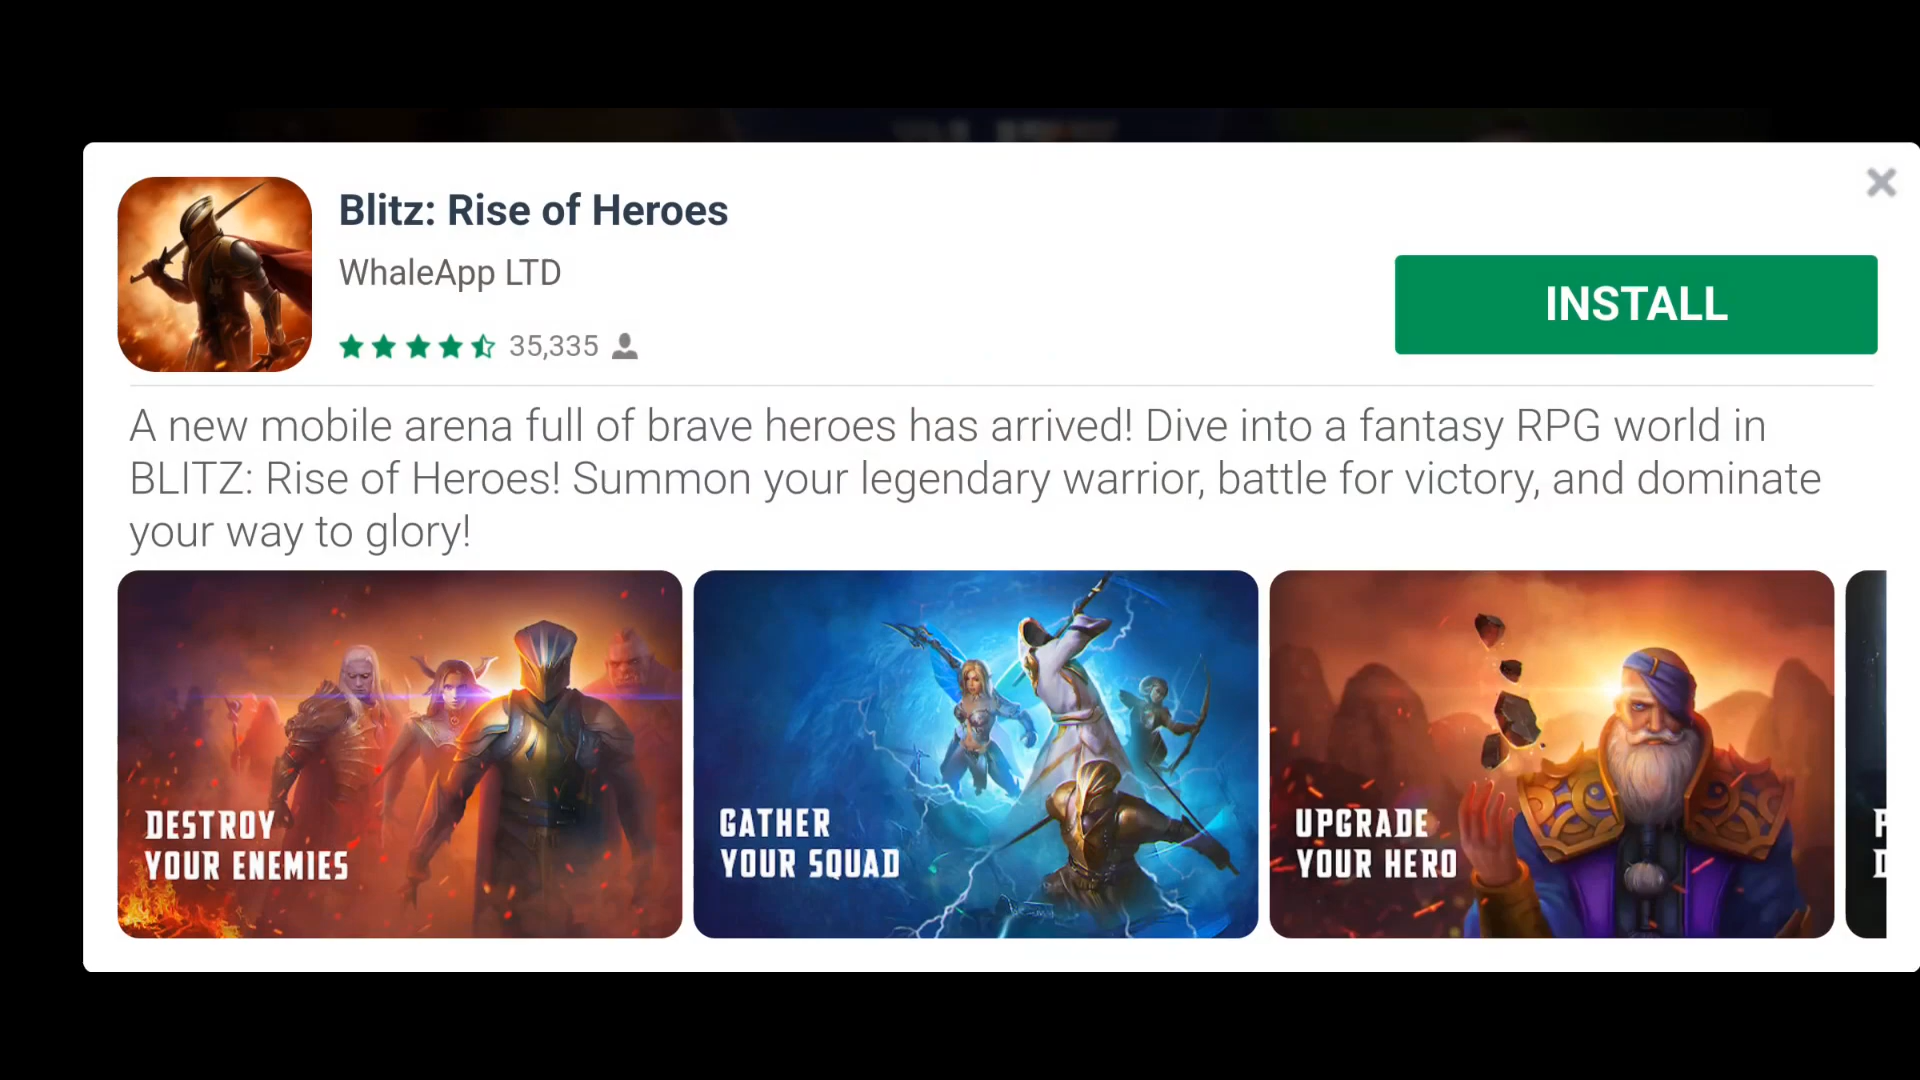 Blitz: Rise of Heroes
WhaleApp LTD
35,335
INSTALL
A new mobile arena full of brave heroes has arrived! Dive into a fantasy RPG world in
BLITZ: Rise of Heroes! Summon your legendary warrior, battle for victory, and dominate
your way to glory!
DESTROY
YOUR ENEMIES
GATHER
YOUR SQUAD
UPGRADE
YOUR HERO